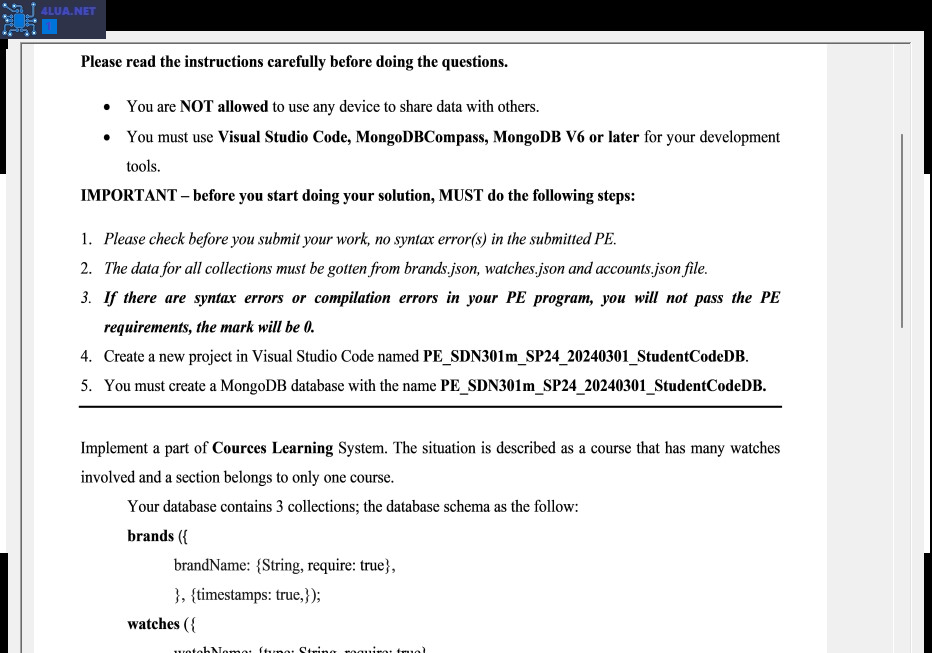 4LUA.NET
Please read the instructions carefully before doing the questions.
• You are NOT allowed to use any device to share data with others.
• You must use Visual Studio Code, MongoDBCompass, MongoDB V6 or later for your development
tools.
IMPORTANT – before you start doing your solution, MUST do the following steps:
1. Please check before you submit your work, no syntax error(s) in the submitted PE.
2. The data for all collections must be gotten from brands.json, watches.json and accounts.json file.
3. If there are syntax errors or compilation errors in your PE program, you will not pass the PE
requirements, the mark will be 0.
4. Create a new project in Visual Studio Code named PE_SDN301m_SP24_20240301_StudentCodeDB.
5. You must create a MongoDB database with the name PE_SDN301m_SP24_20240301_StudentCodeDB.
Implement a part of Cources Learning System. The situation is described as a course that has many watches
involved and a section belongs to only one course.
Your database contains 3 collections; the database schema as the follow:
brands ({
brandName: {String, require: true},
}, {timestamps: true,});
watches ({
watchName: {type: String, require: true}